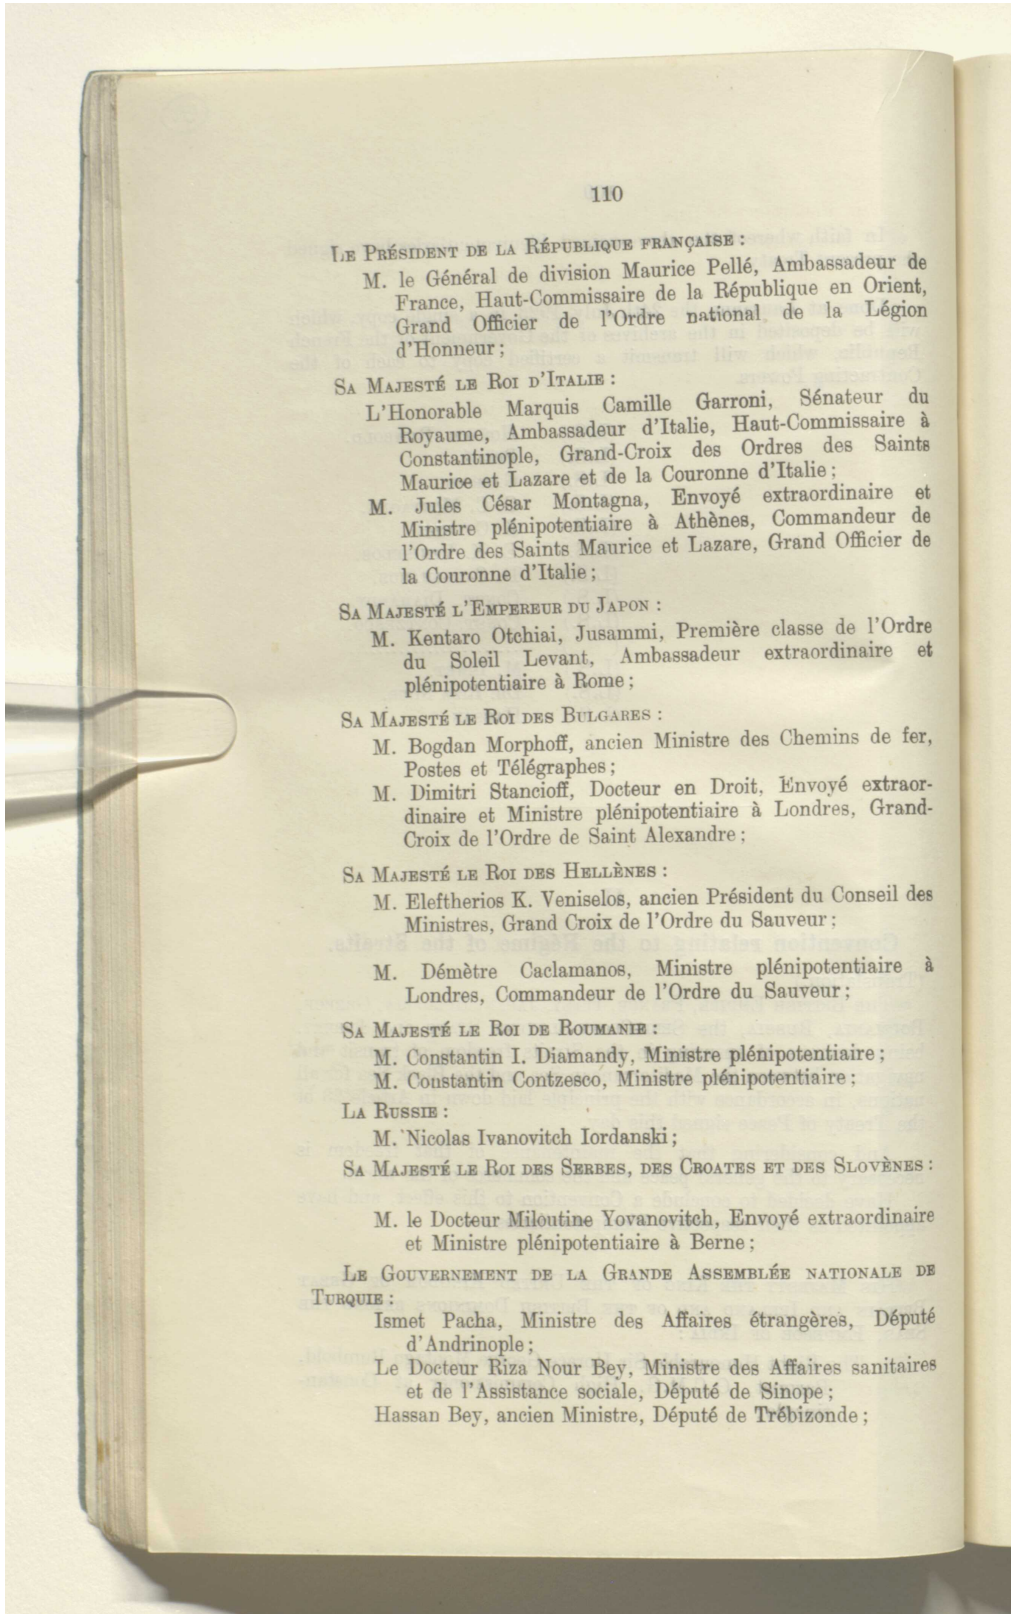 110
LE PRÉSIDENT DE LA RÉPUBLIQUE FRANÇAISE :
M. le Général de division Maurice Pellé, Ambassadeur de
France, Haut-Commissaire de la République en Orient,
Grand Officier de l'Ordre national de la Légion
d'Honneur ;
SA MAJESTÉ LE ROI D'ITALIE :
L'Honorable Marquis Camille Garroni, Sénateur du
Royaume, Ambassadeur d'Italie, Haut-Commissaire à
Constantinople, Grand-Croix des Ordres des Saints
Maurice et Lazare et de la Couronne d'Italie ;
M. Jules César Montagna, Envoyé extraordinaire et
Ministre plénipotentiaire à Athènes, Commandeur de
l'Ordre des Saints Maurice et Lazare, Grand Officier de
la Couronne d'Italie ;
SA MAJESTÉ L'EMPEREUR DU JAPON :
M. Kentaro Otchiai, Jusammi, Première classe de l'Ordre
du Soleil Levant, Ambassadeur extraordinaire et
plénipotentiaire à Rome ;
SA MAJESTÉ LE ROI DES BULGARES :
M. Bogdan Morphoff, ancien Ministre des Chemins de fer,
Postes et Télégraphes ;
M. Dimitri Stancioff, Docteur en Droit, Envoyé extraor-
dinaire et Ministre plénipotentiaire à Londres, Grand-
Croix de l'Ordre de Saint Alexandre ;
SA MAJESTÉ LE ROI DES HELLÈNES :
M. Eleftherios K. Veniselos, ancien Président du Conseil des
Ministres, Grand Croix de l'Ordre du Sauveur ;
M. Démètre Caclamanos, Ministre plénipotentiaire à
Londres, Commandeur de l'Ordre du Sauveur ;
SA MAJESTÉ LE ROI DE ROUMANIE :
M. Constantin I. Diamandy, Ministre plénipotentiaire ;
M. Constantin Contzesco, Ministre plénipotentiaire ;
LA RUSSIE :
M. Nicolas Ivanovitch Iordanski ;
SA MAJESTÉ LE ROI DES SERBES, DES CROATES ET DES SLOVÈNES :
M. le Docteur Miloutine Yovanovitch, Envoyé extraordinaire
et Ministre plénipotentiaire à Berne ;
LE GOUVERNEMENT DE LA GRANDE ASSEMBLÉE NATIONALE DE
TURQUIE :
Ismet Pacha, Ministre des Affaires étrangères, Député
d'Andrinople ;
Le Docteur Riza Nour Bey, Ministre des Affaires sanitaires
et de l'Assistance sociale, Député de Sinope ;
Hassan Bey, ancien Ministre, Député de Trébizonde ;